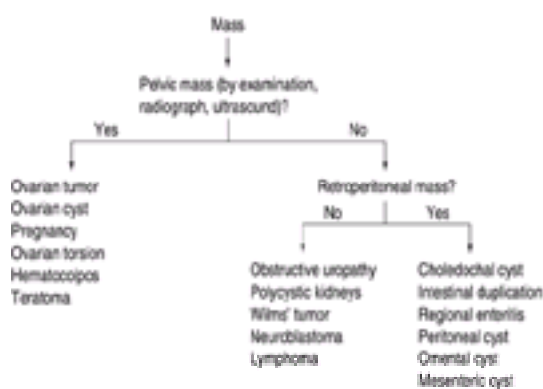 Mass
Pelvic mass (by examination,
radiograph, ultrasound)?
Yes
No
Ovarian tumor
Ovarian cyst
Pregnancy
Ovarian torsion
Hematocolpos
Teratoma
Retroperitoneal mass?
No
Yes
Obstructive uropathy
Polycystic kidneys
Wilms' tumor
Neuroblastoma
Lymphoma
Choledochal cyst
Intestinal duplication
Regional enteritis
Peritoneal cyst
Omental cyst
Mesenteric cyst